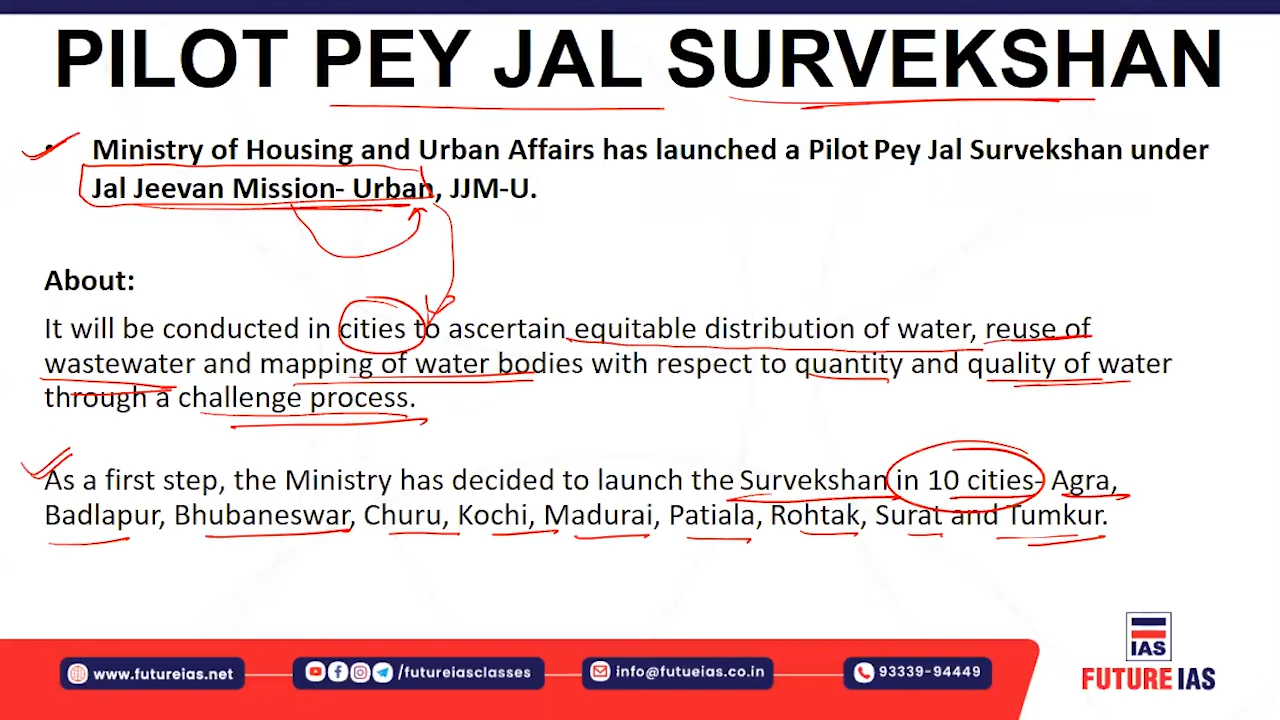 PILOT PEY JAL SURVEKSHAN
• Ministry of Housing and Urban Affairs has launched a Pilot Pey Jal Survekshan under
Jal Jeevan Mission- Urban, JJM-U.
About:
It will be conducted in cities to ascertain equitable distribution of water, reuse of
wastewater and mapping of water bodies with respect to quantity and quality of water
through a challenge process.
As a first step, the Ministry has decided to launch the Survekshan in 10 cities- Agra,
Badlapur, Bhubaneswar, Churu, Kochi, Madurai, Patiala, Rohtak, Surat and Tumkur.
www.futureias.net
/futureiasclasses
info@futueias.co.in
93339-94449
IAS
FUTURE IAS